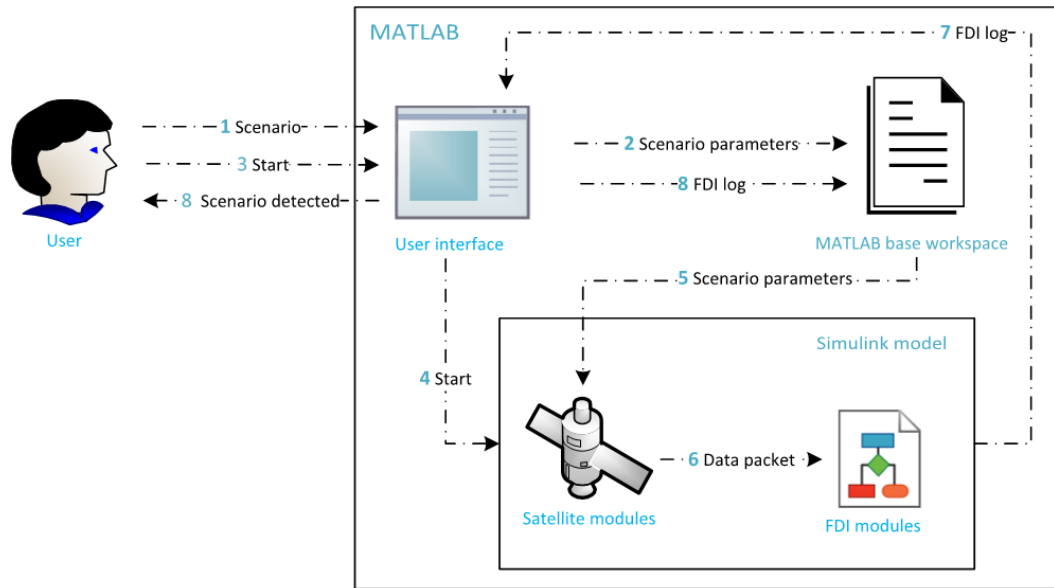 MATLAB
7 FDI log
1 Scenario
3 Start
8 Scenario detected
User
User interface
2 Scenario parameters
8 FDI log
MATLAB base workspace
5 Scenario parameters
4 Start
Simulink model
6 Data packet
Satellite modules
FDI modules